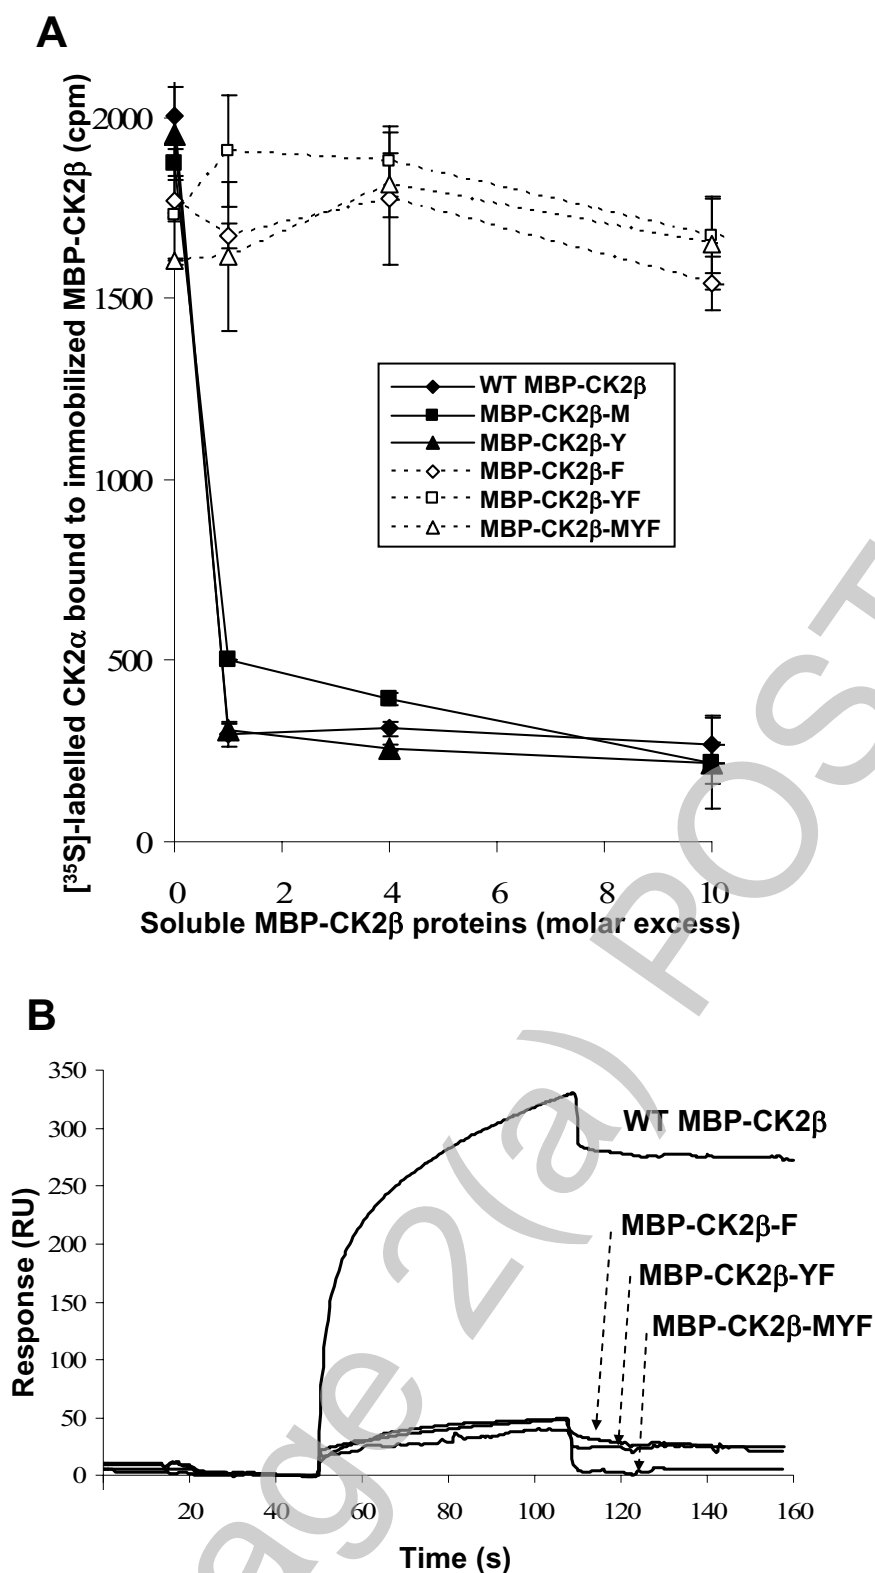 A
[³⁵S]-labelled CK2α bound to immobilized MBP-CK2β (cpm)
2000
1500
1000
500
0
WT MBP-CK2β
MBP-CK2β-M
MBP-CK2β-Y
MBP-CK2β-F
MBP-CK2β-YF
MBP-CK2β-MYF
0 2 4 6 8 10
Soluble MBP-CK2β proteins (molar excess)
B
Response (RU)
350
300
250
200
150
100
50
0
WT MBP-CK2β
MBP-CK2β-F
MBP-CK2β-YF
MBP-CK2β-MYF
20 40 60 80 100 120 140 160
Time (s)
age 2(a) POST